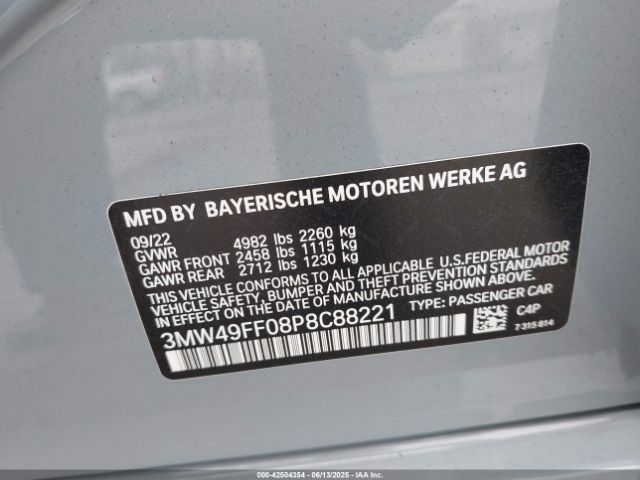 MFD BY BAYERISCHE MOTOREN WERKE AG
09/22
GVWR 4982 lbs 2260 kg
GAWR FRONT 2458 lbs 1115 kg
GAWR REAR 2712 lbs 1230 kg
THIS VEHICLE CONFORMS TO ALL APPLICABLE U.S.FEDERAL MOTOR
VEHICLE SAFETY, BUMPER AND THEFT PREVENTION STANDARDS
IN EFFECT ON THE DATE OF MANUFACTURE SHOWN ABOVE.
3MW49FF08P8C88221 TYPE: PASSENGER CAR
C4P
7 315 814
000-42504354 | 06/13/2025 | IAAI.CA